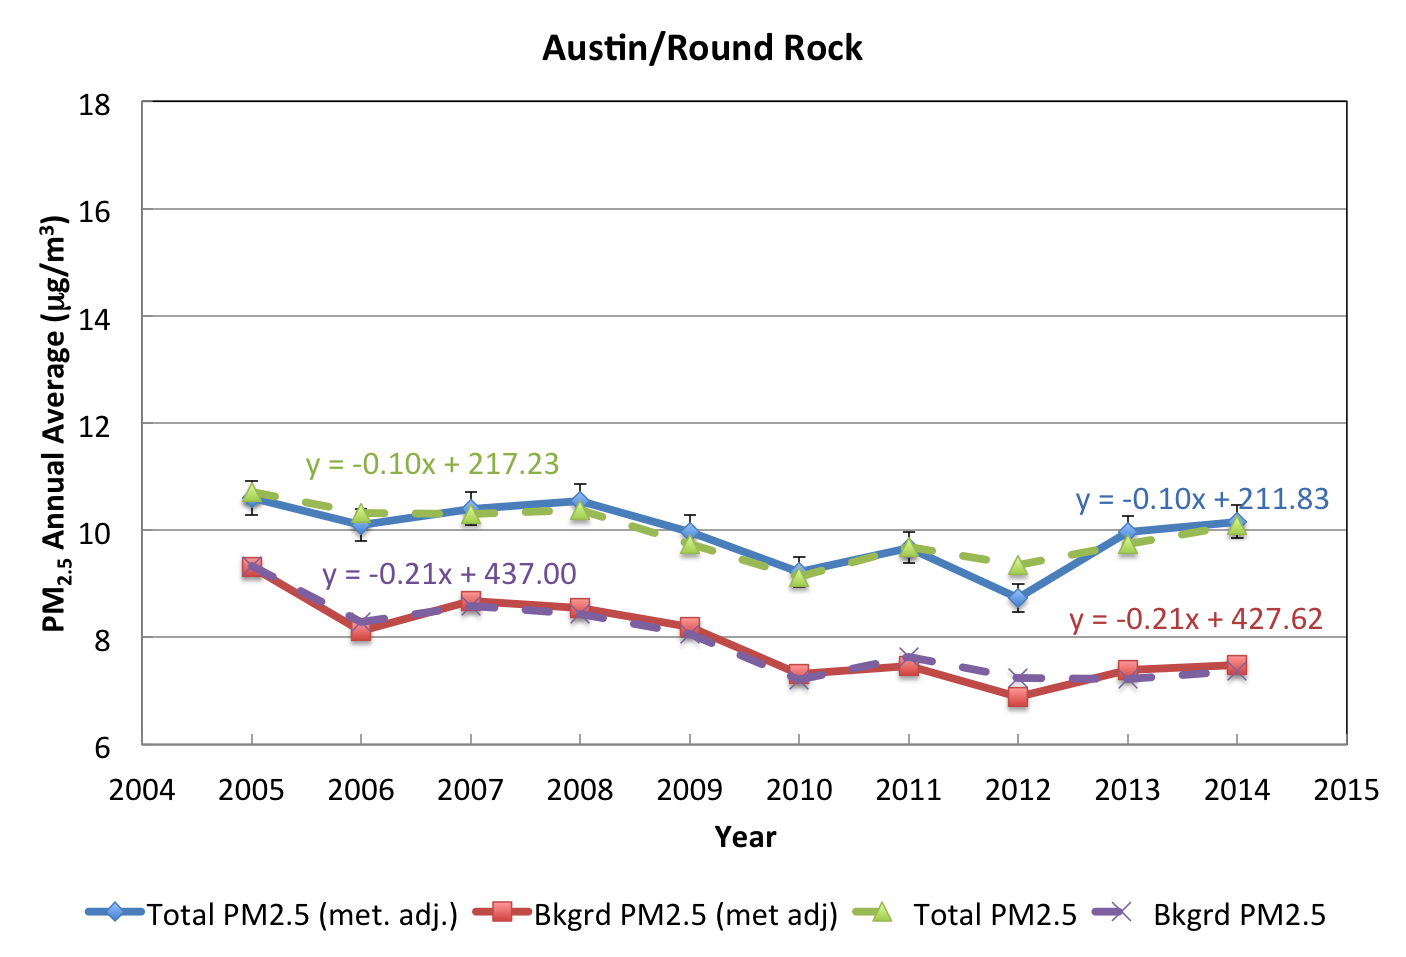 Austin/Round Rock
PM2.5 Annual Average (µg/m³)
18
16
14
12
10
8
6
y = -0.10x + 217.23
y = -0.10x + 211.83
y = -0.21x + 437.00
y = -0.21x + 427.62
2004 2005 2006 2007 2008 2009 2010 2011 2012 2013 2014 2015
Year
Total PM2.5 (met. adj.) Bkgrd PM2.5 (met adj) Total PM2.5 Bkgrd PM2.5